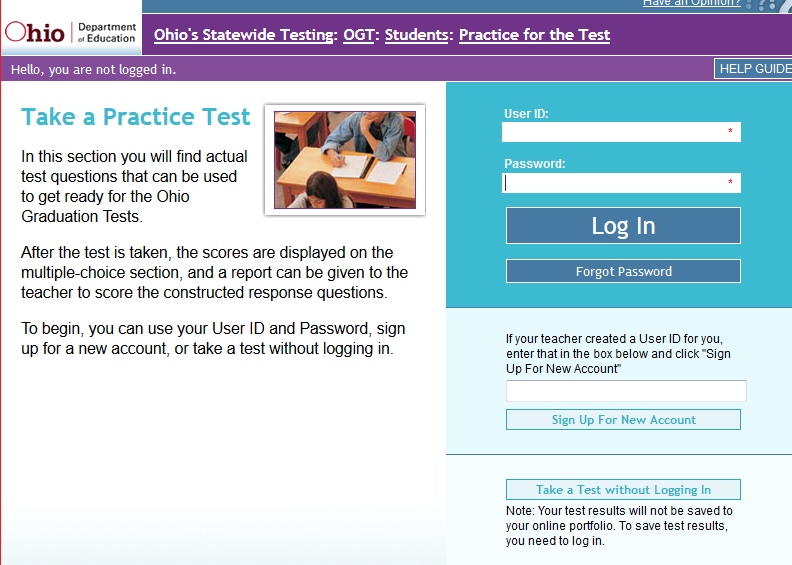 Have an Opinion?
Ohio Department
of Education
Ohio's Statewide Testing: OGT: Students: Practice for the Test
Hello, you are not logged in.
HELP GUIDE
Take a Practice Test
In this section you will find actual
test questions that can be used
to get ready for the Ohio
Graduation Tests.
After the test is taken, the scores are displayed on the
multiple-choice section, and a report can be given to the
teacher to score the constructed response questions.
To begin, you can use your User ID and Password, sign
up for a new account, or take a test without logging in.
User ID:
*
Password:
*
Log In
Forgot Password
If your teacher created a User ID for you,
enter that in the box below and click "Sign
Up For New Account"
Sign Up For New Account
Take a Test without Logging In
Note: Your test results will not be saved to
your online portfolio. To save test results,
you need to log in.